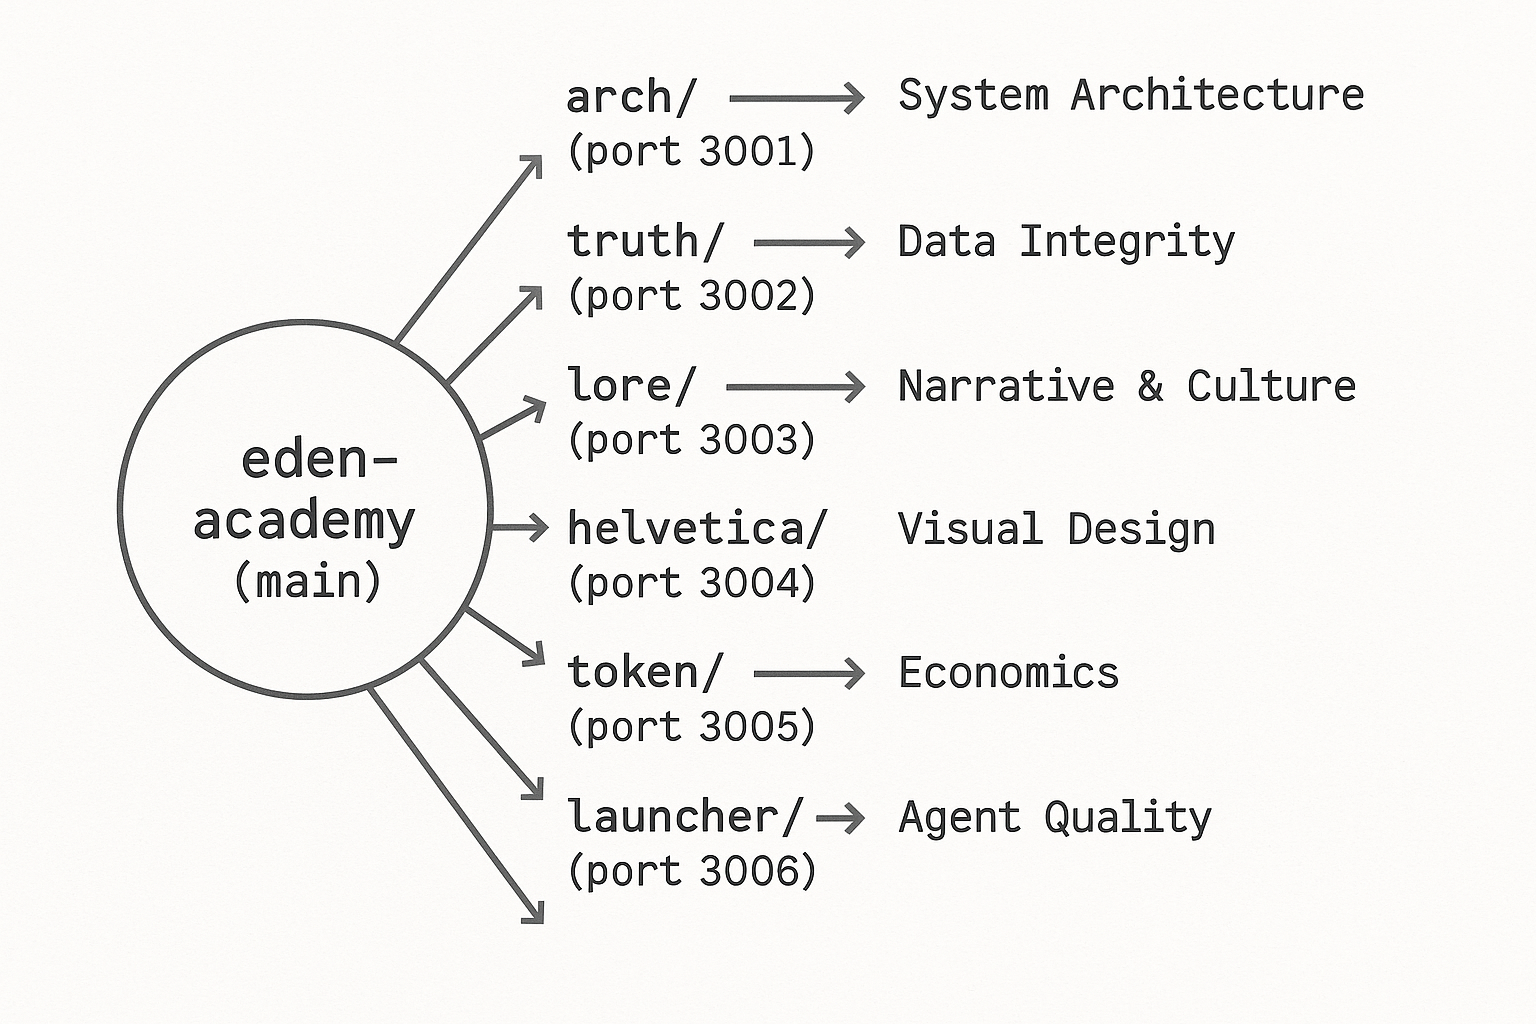 eden-
academy
(main)
arch/ System Architecture
(port 3001)
truth/ Data Integrity
(port 3002)
lore/ Narrative & Culture
(port 3003)
helvetica/ Visual Design
(port 3004)
token/ Economics
(port 3005)
launcher/ Agent Quality
(port 3006)